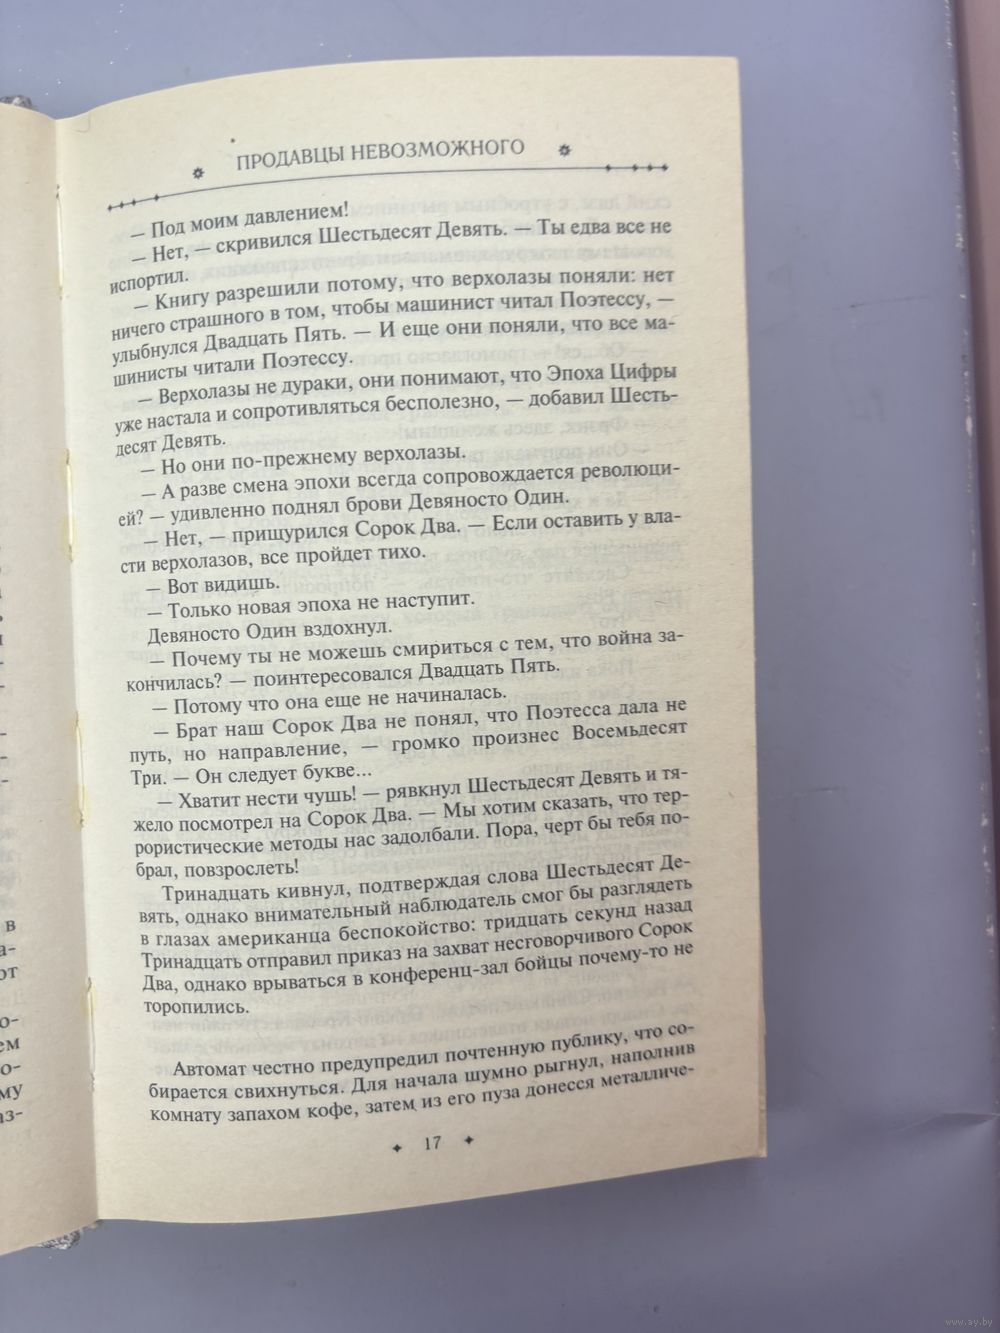 ПРОДАВЦЫ НЕВОЗМОЖНОГО
— Под моим давлением!
— Нет, — скривился Шестьдесят Девять. — Ты едва все не
испортил.
— Книгу разрешили потому, что верхолазы поняли: нет
ничего страшного в том, чтобы машинист читал Поэтессу, —
улыбнулся Двадцать Пять. — И еще они поняли, что все ма-
шинисты читали Поэтессу.
— Верхолазы не дураки, они понимают, что Эпоха Цифры
уже настала и сопротивляться бесполезно, — добавил Шесть-
десят Девять.
— Но они по-прежнему верхолазы.
— А разве смена эпохи всегда сопровождается революци-
ей? — удивленно поднял брови Девяносто Один.
— Нет, — прищурился Сорок Два. — Если оставить у вла-
сти верхолазов, все пройдет тихо.
— Вот видишь.
— Только новая эпоха не наступит.
Девяносто Один вздохнул.
— Почему ты не можешь смириться с тем, что война за-
кончилась? — поинтересовался Двадцать Пять.
— Потому что она еще не начиналась.
— Брат наш Сорок Два не понял, что Поэтесса дала не
путь, но направление, — громко произнес Восемьдесят
Три. — Он следует букве...
— Хватит нести чушь! — рявкнул Шестьдесят Девять и тя-
жело посмотрел на Сорок Два. — Мы хотим сказать, что тер-
рористические методы нас задолбали. Пора, черт бы тебя по-
брал, повзрослеть!
Тринадцать кивнул, подтверждая слова Шестьдесят Де-
вять, однако внимательный наблюдатель смог бы разглядеть
в глазах американца беспокойство: тридцать секунд назад
Тринадцать отправил приказ на захват несговорчивого Сорок
Два, однако врываться в конференц-зал бойцы почему-то не
торопились.
Автомат честно предупредил почтенную публику, что со-
бирается свихнуться. Для начала шумно рыгнул, наполнив
комнату запахом кофе, затем из его пуза донесся металличе-
17
www.ay.by